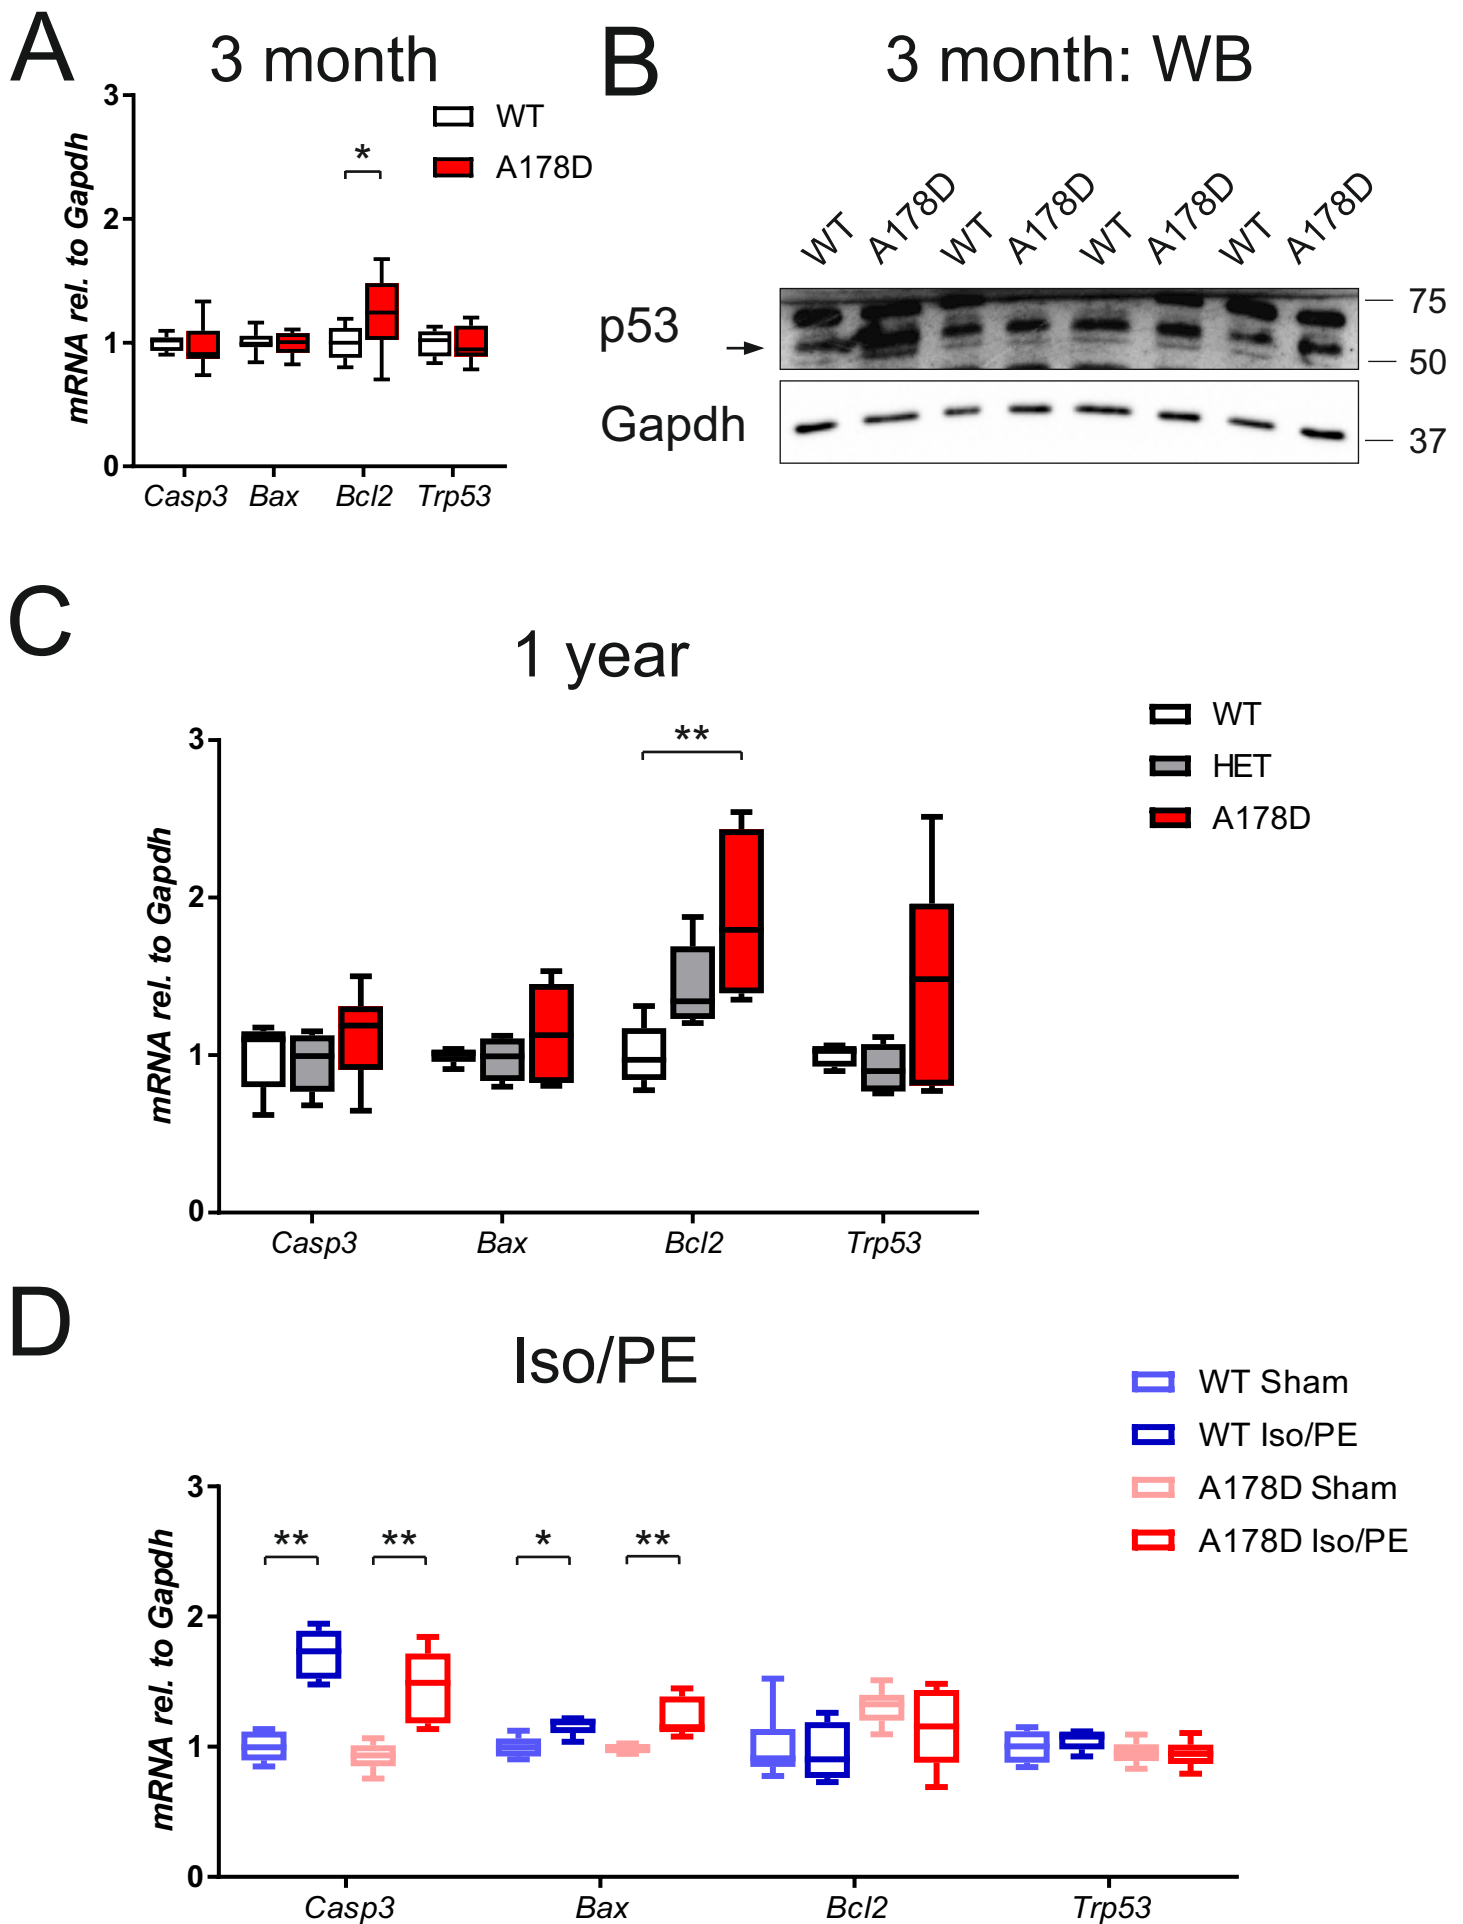 A
3 month
3
2
1
0
mRNA rel. to Gapdh
WT
A178D
*
Casp3 Bax Bcl2 Trp53
B
3 month: WB
WT A178D WT A178D WT A178D WT A178D
p53
75
50
Gapdh
37
C
1 year
3
2
1
0
mRNA rel. to Gapdh
**
WT
HET
A178D
Casp3 Bax Bcl2 Trp53
D
Iso/PE
WT Sham
WT Iso/PE
A178D Sham
A178D Iso/PE
3
2
1
0
mRNA rel. to Gapdh
** ** * **
Casp3 Bax Bcl2 Trp53